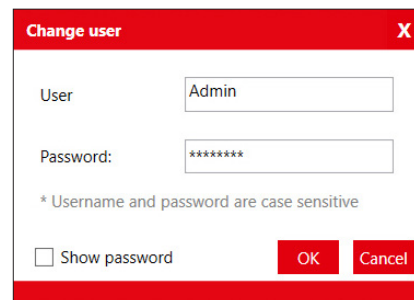 Change user X
User Admin
Password: ********
* Username and password are case sensitive
Show password OK Cancel